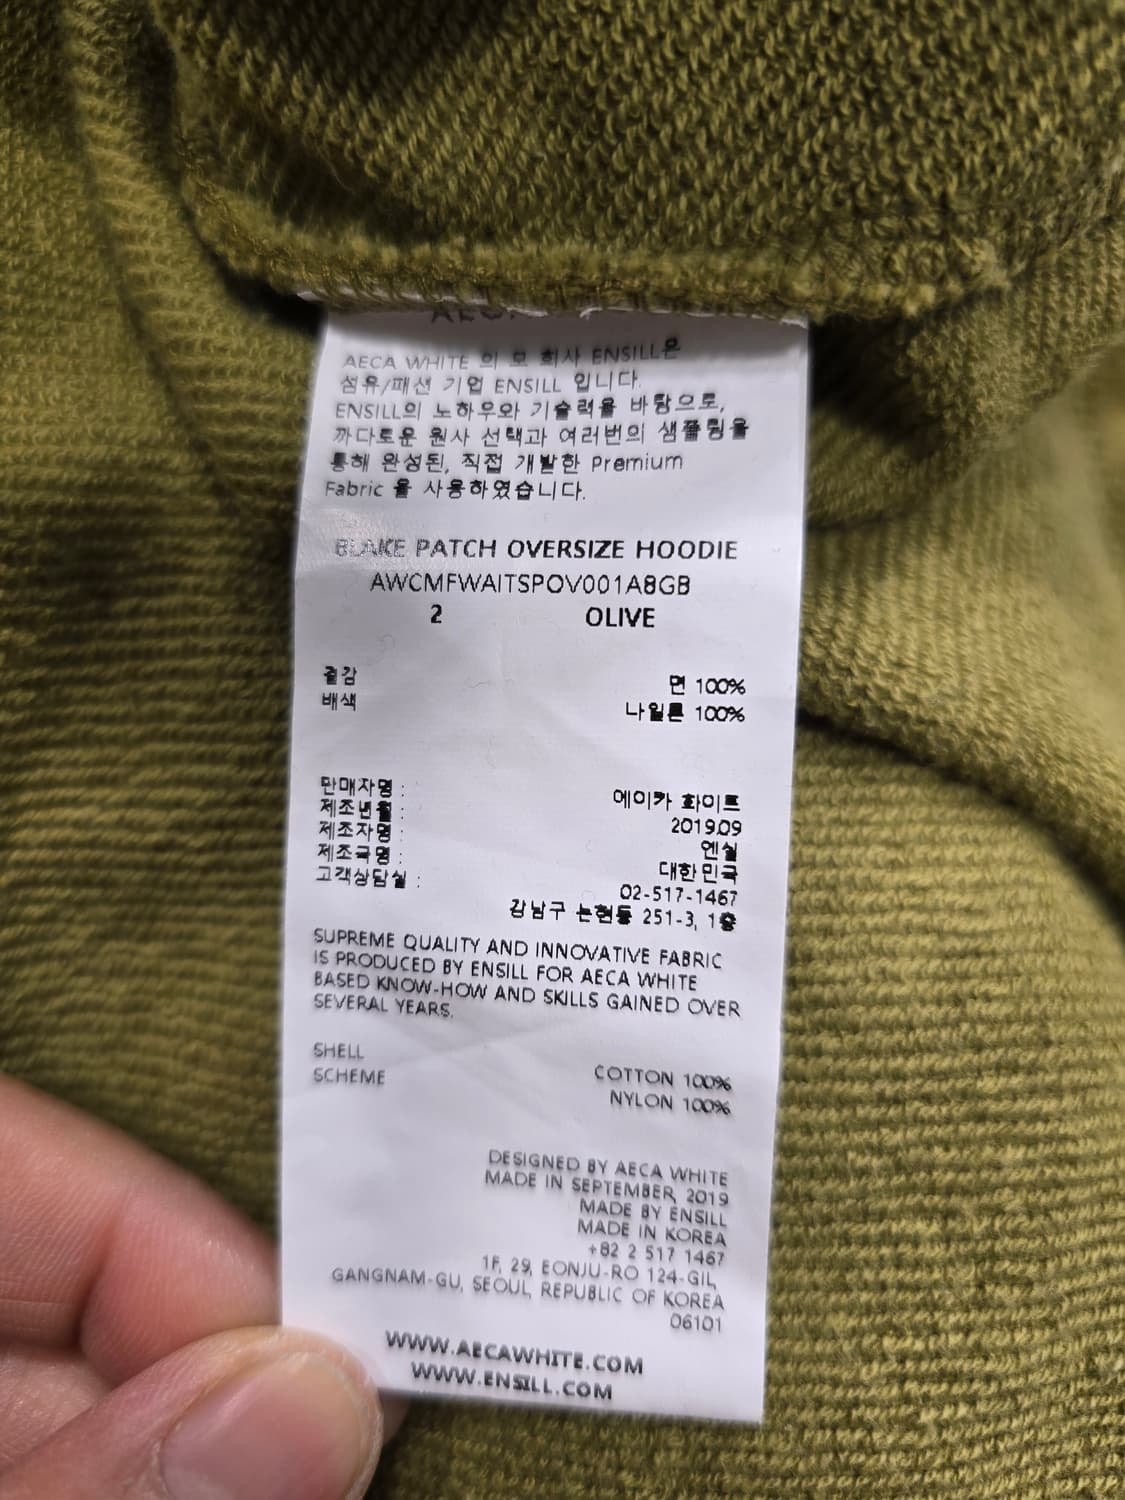 AECA WHITE 의 모 회사 ENSILL은
섬유/패션 기업 ENSILL 입니다.
ENSILL의 노하우와 기술력을 바탕으로,
까다로운 원사 선택과 여러번의 샘플링을
통해 완성된, 직접 개발한 Premium
Fabric 을 사용하였습니다.
BLAKE PATCH OVERSIZE HOODIE
AWCMFWAITSPOV001A8GB
2 OLIVE
겉감 면 100%
배색 나일론 100%
판매자명 : 에이카 화이트
제조년월 : 2019.09
제조자명 : 엔실
제조국명 : 대한민국
고객상담실 : 02-517-1467
강남구 논현동 251-3, 1층
SUPREME QUALITY AND INNOVATIVE FABRIC
IS PRODUCED BY ENSILL FOR AECA WHITE
BASED KNOW-HOW AND SKILLS GAINED OVER
SEVERAL YEARS.
SHELL COTTON 100%
SCHEME NYLON 100%
DESIGNED BY AECA WHITE
MADE IN SEPTEMBER, 2019
MADE BY ENSILL
MADE IN KOREA
+82 2 517 1467
1F, 29, EONJU-RO 124-GIL,
GANGNAM-GU, SEOUL, REPUBLIC OF KOREA
06101
WWW.AECAWHITE.COM
WWW.ENSILL.COM